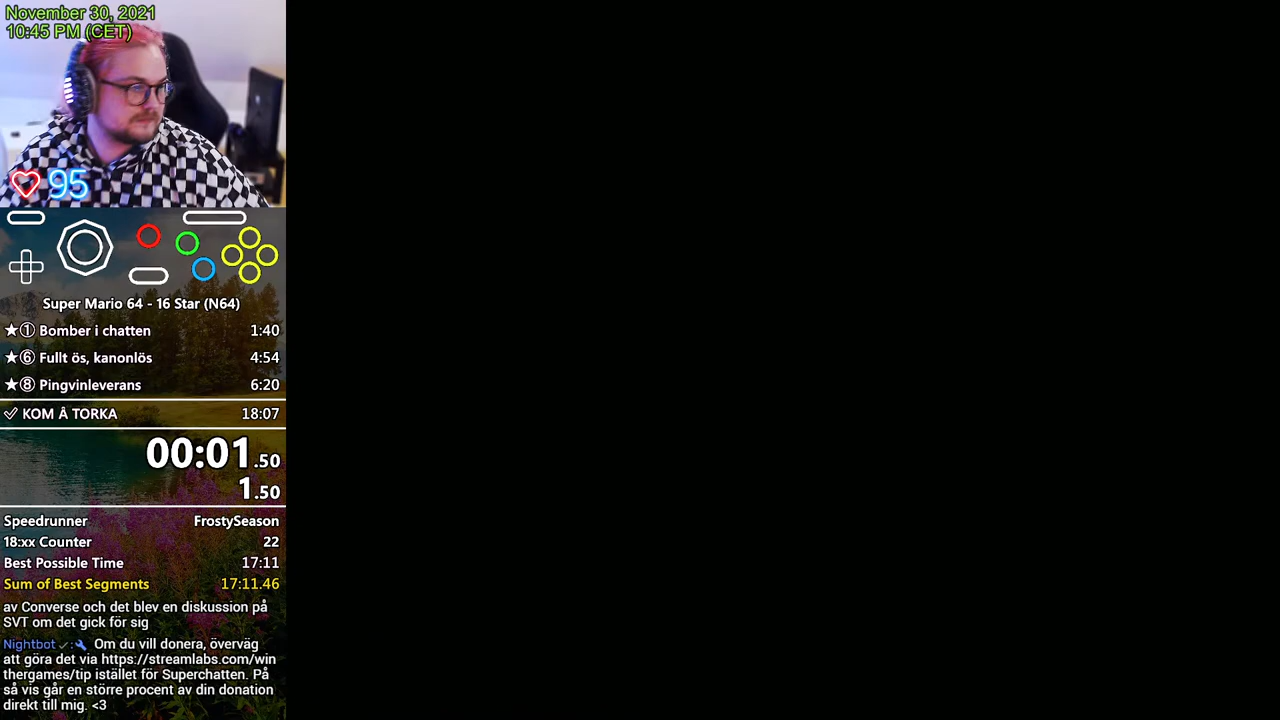 November 30, 2021
10:45 PM (CET)
95
Super Mario 64 - 16 Star (N64)
★① Bomber i chatten 1:40
★⑥ Fullt ös, kanonlös 4:54
★⑧ Pingvinleverans 6:20
✓ KOM Å TORKA 18:07
00:01.50
1.50
Speedrunner FrostySeason
18:xx Counter 22
Best Possible Time 17:11
Sum of Best Segments 17:11.46
av Converse och det blev en diskussion på
SVT om det gick för sig
Nightbot ✓: Om du vill donera, överväg
att göra det via https://streamlabs.com/win
thergames/tip istället för Superchatten. På
så vis går en större procent av din donation
direkt till mig. <3